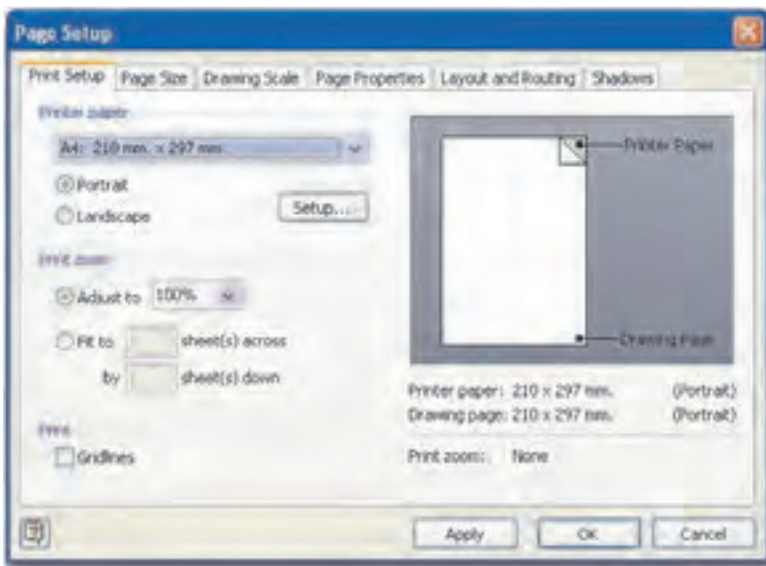 Page Setup
Print Setup Page Size Drawing Scale Page Properties Layout and Routing Shadows
Printer paper
A4: 210 mm. x 297 mm.
Portrait
Landscape
Setup...
Print zoom
Adjust to 100%
Fit to sheet(s) across
by sheet(s) down
Print
Gridlines
Printer Paper
Drawing Page
Printer paper: 210 x 297 mm. (Portrait)
Drawing page: 210 x 297 mm. (Portrait)
Print zoom: None
Apply OK Cancel